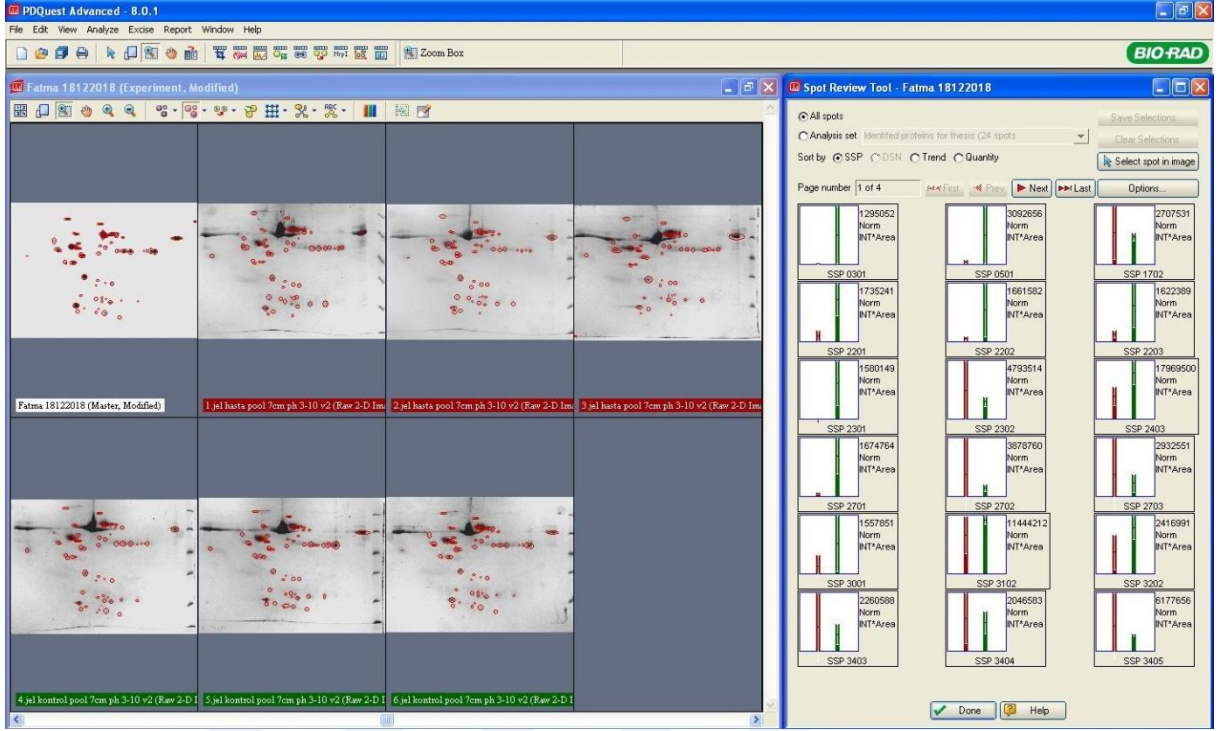 PDQuest Advanced - 8.0.1
File Edit View Analyze Excise Report Window Help
Zoom Box
BIO-RAD
Fatma 18122018 (Experiment, Modified)
Fatma 18122018 (Master, Modified)
1.jel hasta pool 7cm ph 3-10 v2 (Raw 2-D Ima
2.jel hasta pool 7cm ph 3-10 v2 (Raw 2-D Ima
3.jel hasta pool 7cm ph 3-10 v2 (Raw 2-D Ima
4.jel kontrol pool 7cm ph 3-10 v2 (Raw 2-D I
5.jel kontrol pool 7cm ph 3-10 v2 (Raw 2-D I
6.jel kontrol pool 7cm ph 3-10 v2 (Raw 2-D I
Spot Review Tool - Fatma 18122018
All spots
Save Selections...
Analysis set Identified proteins for thesis (24 spots
Clear Selections
Sort by SSP DSN Trend Quantity
Select spot in image
Page number 1 of 4 First Prev Next Last Options...
1295052
Norm
INT*Area
SSP 0301
3092656
Norm
INT*Area
SSP 0501
2707531
Norm
INT*Area
SSP 1702
1735241
Norm
INT*Area
SSP 2201
1661582
Norm
INT*Area
SSP 2202
1622389
Norm
INT*Area
SSP 2203
1580149
Norm
INT*Area
SSP 2301
4793514
Norm
INT*Area
SSP 2302
17969500
Norm
INT*Area
SSP 2403
1674764
Norm
INT*Area
SSP 2701
3878760
Norm
INT*Area
SSP 2702
2932551
Norm
INT*Area
SSP 2703
1557851
Norm
INT*Area
SSP 3001
11444212
Norm
INT*Area
SSP 3102
2416991
Norm
INT*Area
SSP 3202
2260588
Norm
INT*Area
SSP 3403
2046583
Norm
INT*Area
SSP 3404
6177656
Norm
INT*Area
SSP 3405
Done Help